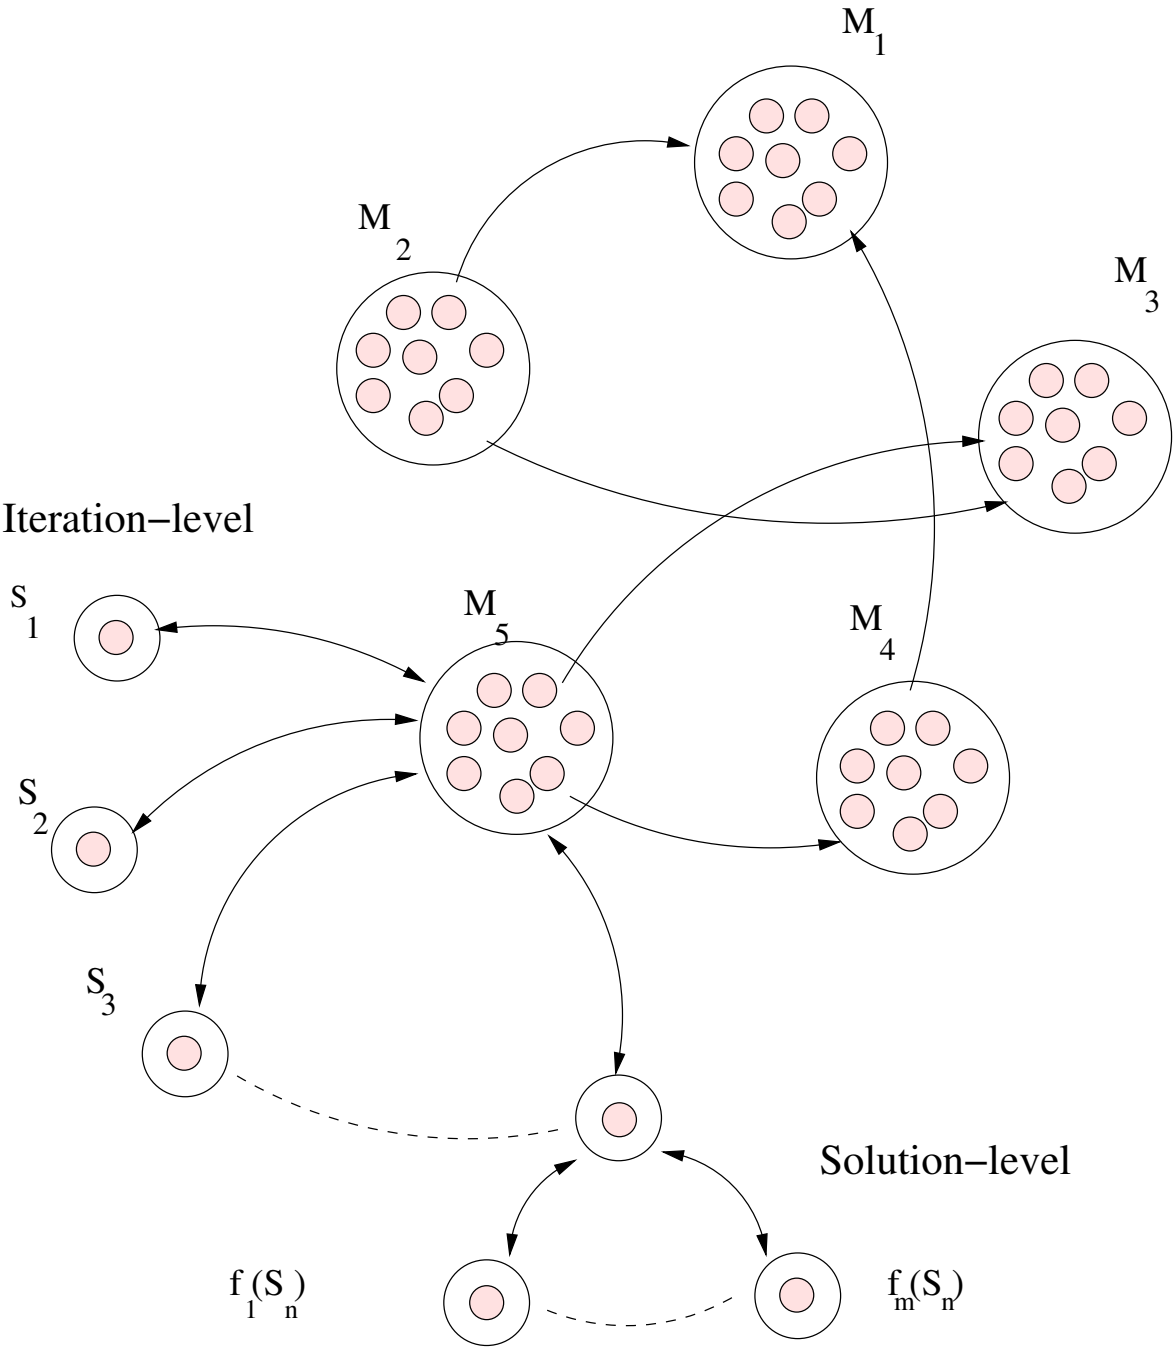 M1
M2
M3
Iteration−level
S1
M5
M4
S2
S3
Solution−level
f1(Sn)
fm(Sn)